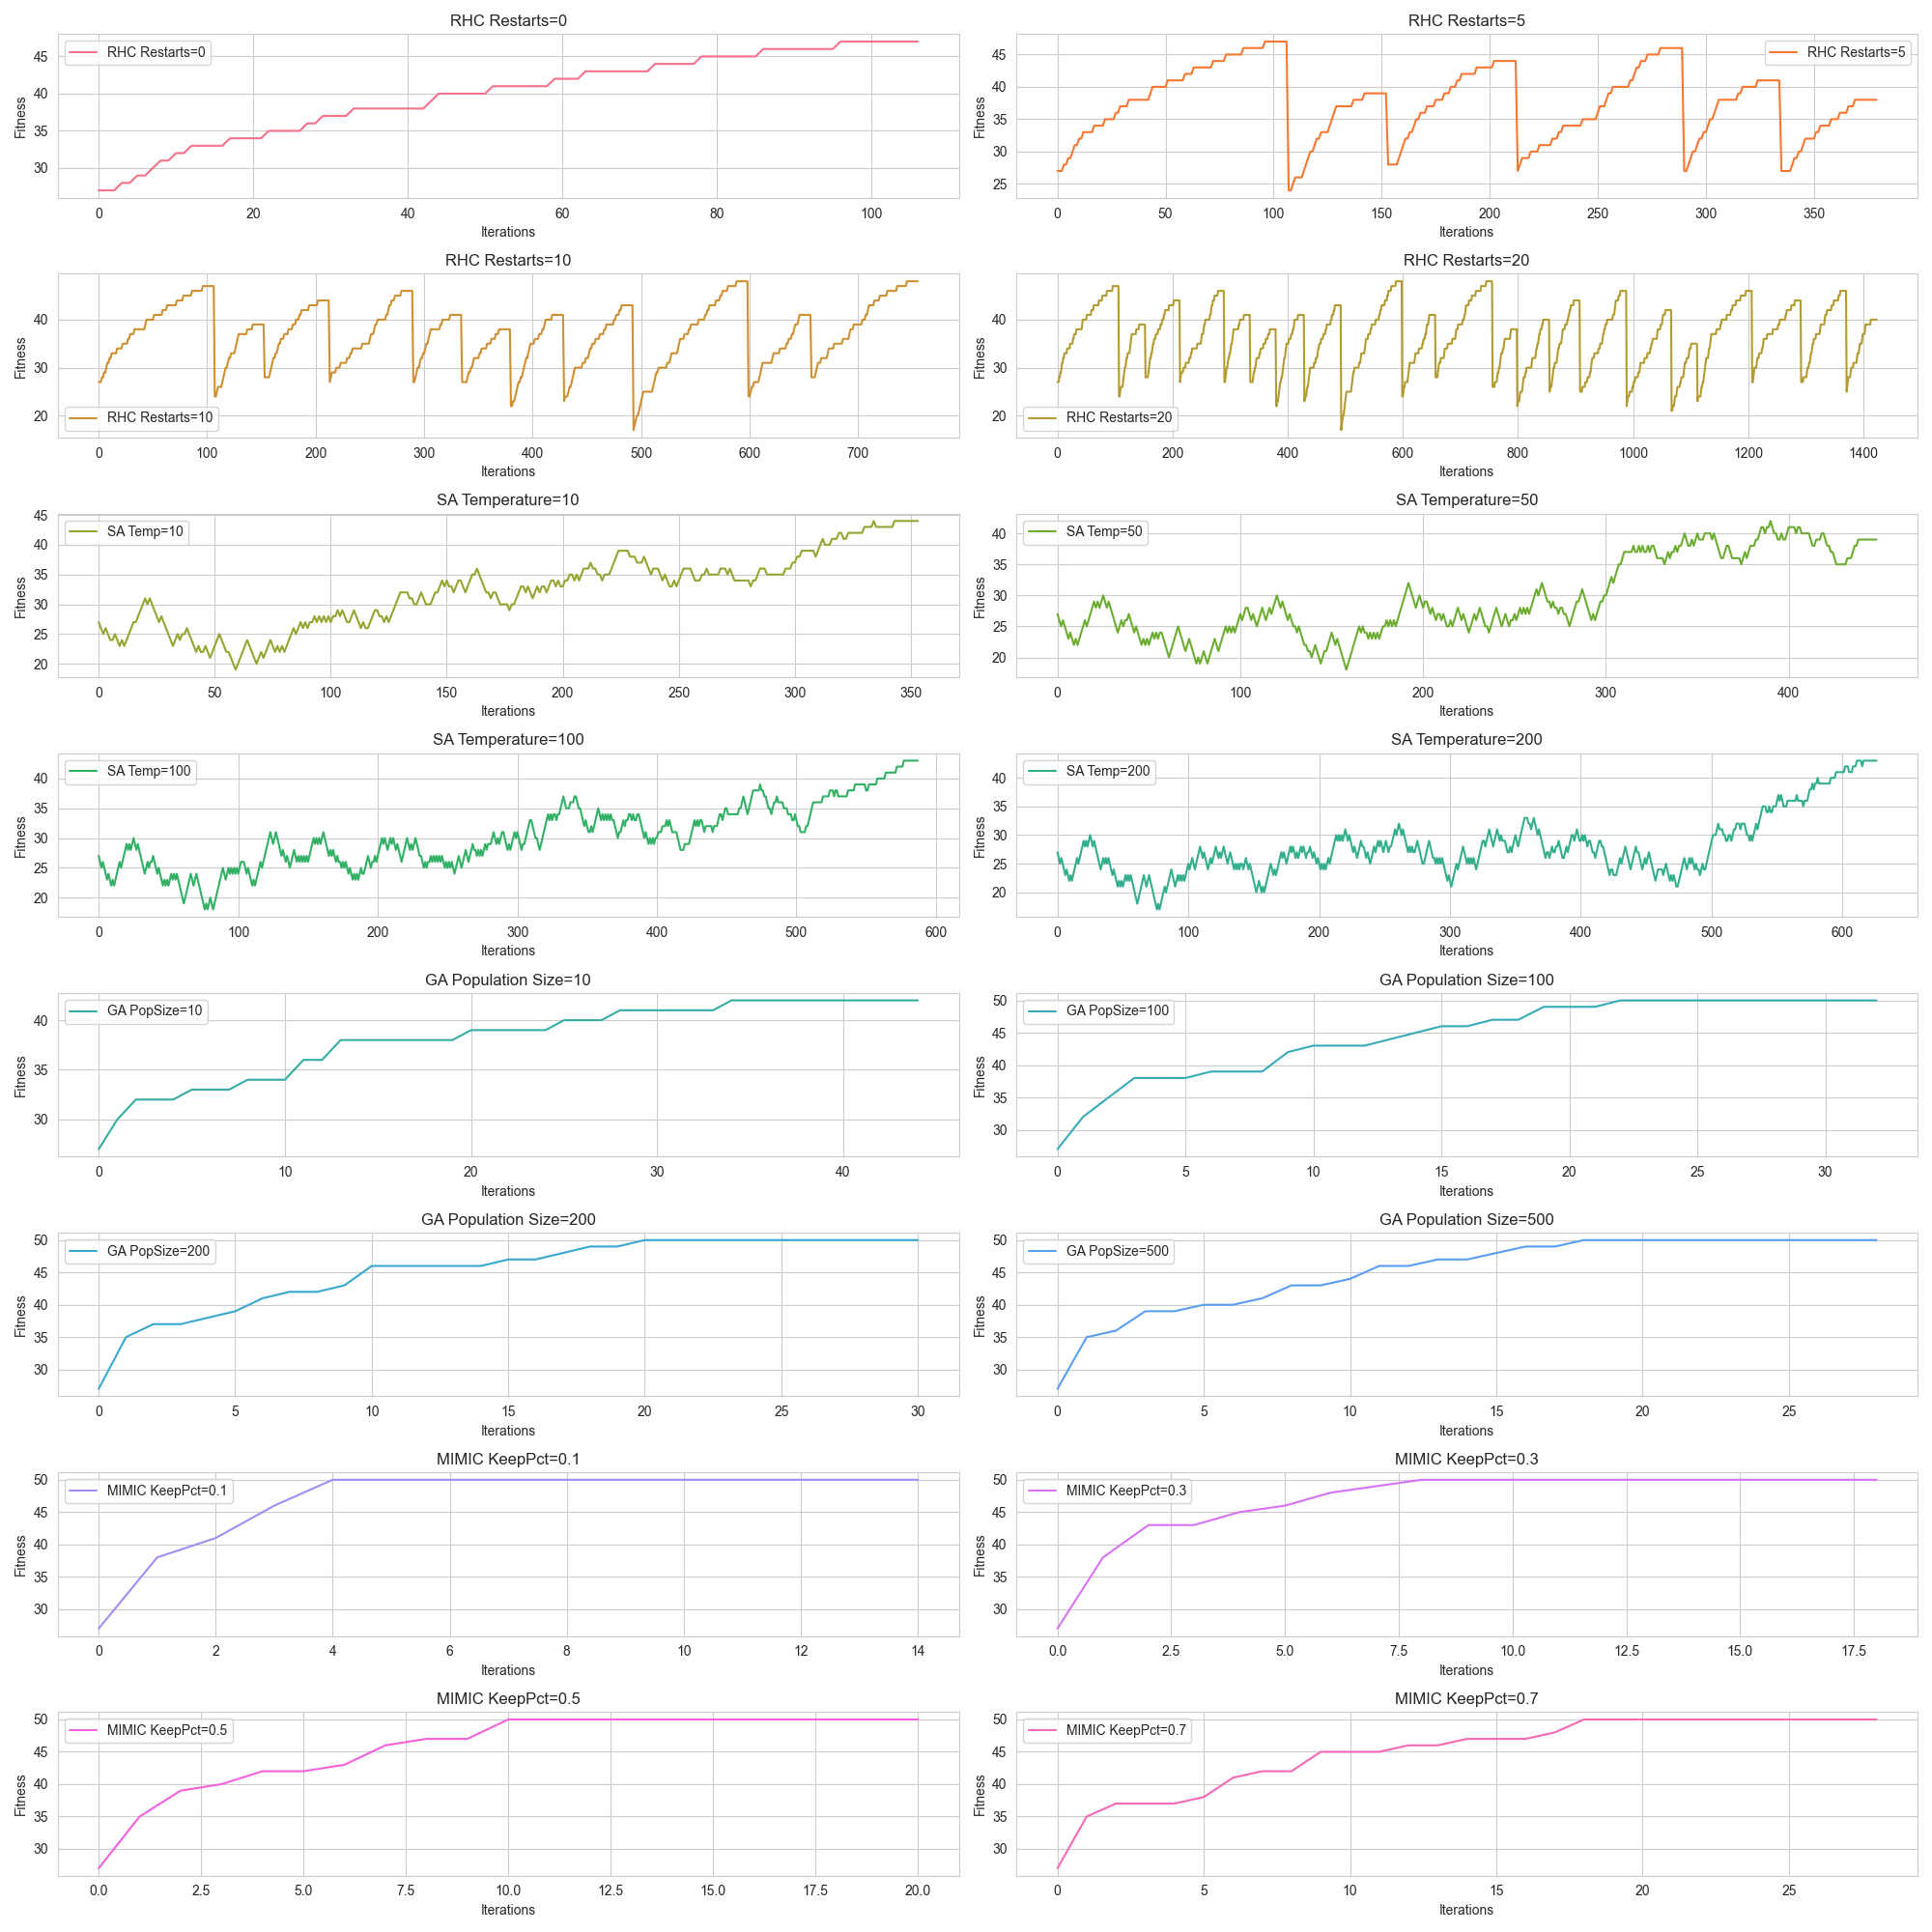 RHC Restarts=0
RHC Restarts=0
45
40
35
30
Fitness
0 20 40 60 80 100
Iterations
RHC Restarts=5
RHC Restarts=5
45
40
35
30
25
Fitness
0 50 100 150 200 250 300 350
Iterations
RHC Restarts=10
40
30
20
Fitness
RHC Restarts=10
0 100 200 300 400 500 600 700
Iterations
RHC Restarts=20
40
30
20
Fitness
RHC Restarts=20
0 200 400 600 800 1000 1200 1400
Iterations
SA Temperature=10
SA Temp=10
45
40
35
30
25
20
Fitness
0 50 100 150 200 250 300 350
Iterations
SA Temperature=50
SA Temp=50
40
35
30
25
20
Fitness
0 100 200 300 400
Iterations
SA Temperature=100
SA Temp=100
40
35
30
25
20
Fitness
0 100 200 300 400 500 600
Iterations
SA Temperature=200
SA Temp=200
40
35
30
25
20
Fitness
0 100 200 300 400 500 600
Iterations
GA Population Size=10
GA PopSize=10
40
35
30
Fitness
0 10 20 30 40
Iterations
GA Population Size=100
GA PopSize=100
50
45
40
35
30
Fitness
0 5 10 15 20 25 30
Iterations
GA Population Size=200
GA PopSize=200
50
45
40
35
30
Fitness
0 5 10 15 20 25 30
Iterations
GA Population Size=500
GA PopSize=500
50
45
40
35
30
Fitness
0 5 10 15 20 25
Iterations
MIMIC KeepPct=0.1
MIMIC KeepPct=0.1
50
45
40
35
30
Fitness
0 2 4 6 8 10 12 14
Iterations
MIMIC KeepPct=0.3
MIMIC KeepPct=0.3
50
45
40
35
30
Fitness
0.0 2.5 5.0 7.5 10.0 12.5 15.0 17.5
Iterations
MIMIC KeepPct=0.5
MIMIC KeepPct=0.5
50
45
40
35
30
Fitness
0.0 2.5 5.0 7.5 10.0 12.5 15.0 17.5 20.0
Iterations
MIMIC KeepPct=0.7
MIMIC KeepPct=0.7
50
45
40
35
30
Fitness
0 5 10 15 20 25
Iterations